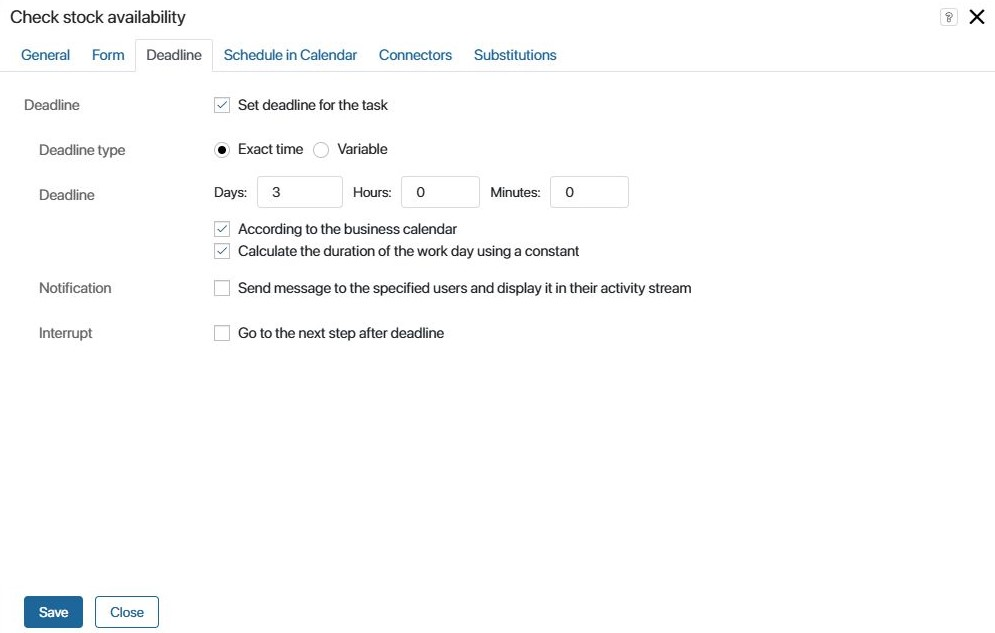 Check stock availability ?
General Form Deadline Schedule in Calendar Connectors Substitutions
Deadline Set deadline for the task
Deadline type Exact time Variable
Deadline Days: 3 Hours: 0 Minutes: 0
According to the business calendar
Calculate the duration of the work day using a constant
Notification Send message to the specified users and display it in their activity stream
Interrupt Go to the next step after deadline
Save Close